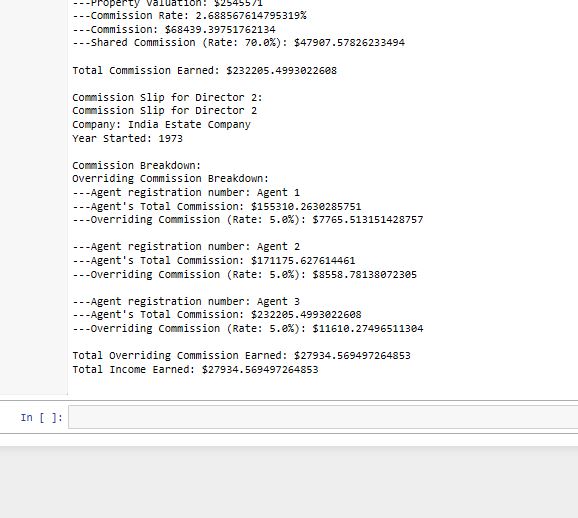 ---Property Valuation: $2545571
---Commission Rate: 2.688567614795319%
---Commission: $68439.39751762134
---Shared Commission (Rate: 70.0%): $47907.57826233494
Total Commission Earned: $232205.4993022608
Commission Slip for Director 2:
Commission Slip for Director 2
Company: India Estate Company
Year Started: 1973
Commission Breakdown:
Overriding Commission Breakdown:
---Agent registration number: Agent 1
---Agent's Total Commission: $155310.2630285751
---Overriding Commission (Rate: 5.0%): $7765.513151428757
---Agent registration number: Agent 2
---Agent's Total Commission: $171175.627614461
---Overriding Commission (Rate: 5.0%): $8558.78138072305
---Agent registration number: Agent 3
---Agent's Total Commission: $232205.4993022608
---Overriding Commission (Rate: 5.0%): $11610.27496511304
Total Overriding Commission Earned: $27934.569497264853
Total Income Earned: $27934.569497264853
In [ ]: